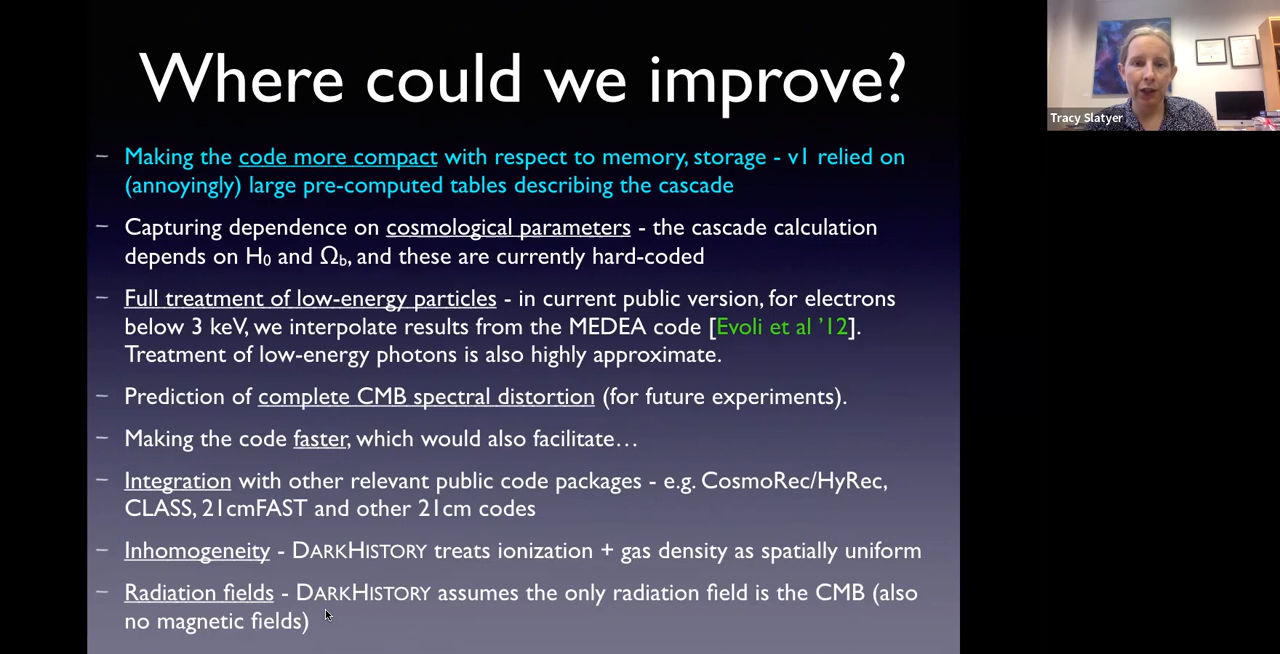 Where could we improve?
Tracy Slatyer
– Making the code more compact with respect to memory, storage - v1 relied on
(annoyingly) large pre-computed tables describing the cascade
– Capturing dependence on cosmological parameters - the cascade calculation
depends on H₀ and Ωb, and these are currently hard-coded
– Full treatment of low-energy particles - in current public version, for electrons
below 3 keV, we interpolate results from the MEDEA code [Evoli et al ’12].
Treatment of low-energy photons is also highly approximate.
– Prediction of complete CMB spectral distortion (for future experiments).
– Making the code faster, which would also facilitate…
– Integration with other relevant public code packages - e.g. CosmoRec/HyRec,
CLASS, 21cmFAST and other 21cm codes
– Inhomogeneity - DARKHISTORY treats ionization + gas density as spatially uniform
– Radiation fields - DARKHISTORY assumes the only radiation field is the CMB (also
no magnetic fields)